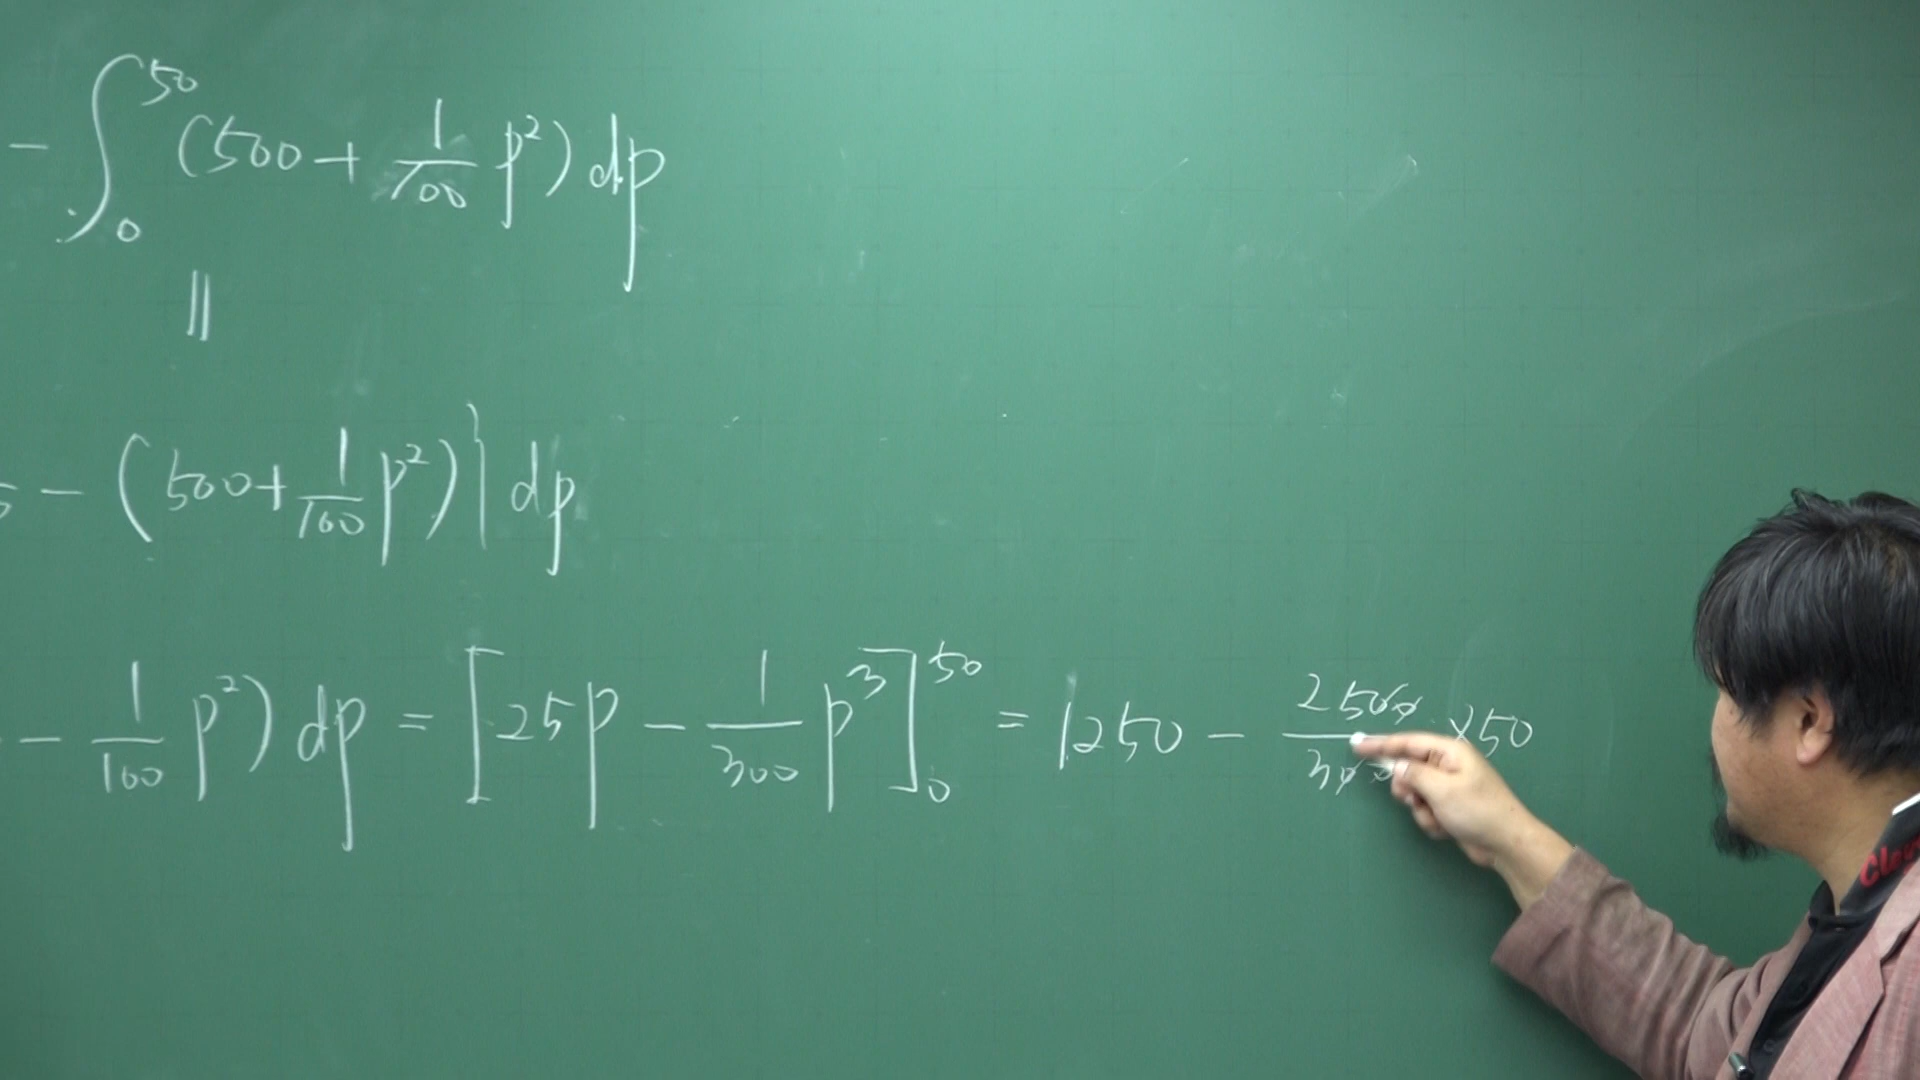 - ∫₀⁵⁰ (500 + 1/100 p²) dp
||
- (500 + 1/100 p²)} dp
- 1/100 p²) dp = [25p - 1/300 p³]₀⁵⁰ = 1250 - 2500/300 × 50